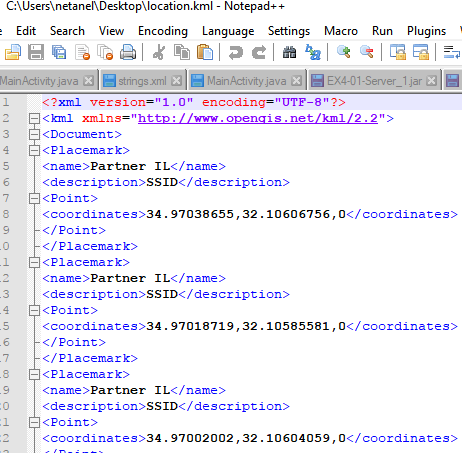 C:\Users\netanel\Desktop\location.kml - Notepad++
Edit Search View Encoding Language Settings Macro Run Plugins
MainActivity.java strings.xml MainActivity.java EX4-01-Server_1.jar
1 <?xml version="1.0" encoding="UTF-8"?>
2 <kml xmlns="http://www.opengis.net/kml/2.2">
3 <Document>
4 <Placemark>
5 <name>Partner IL</name>
6 <description>SSID</description>
7 <Point>
8 <coordinates>34.97038655,32.10606756,0</coordinates>
9 </Point>
10 </Placemark>
11 <Placemark>
12 <name>Partner IL</name>
13 <description>SSID</description>
14 <Point>
15 <coordinates>34.97018719,32.10585581,0</coordinates>
16 </Point>
17 </Placemark>
18 <Placemark>
19 <name>Partner IL</name>
20 <description>SSID</description>
21 <Point>
22 <coordinates>34.97002002,32.10604059,0</coordinates>